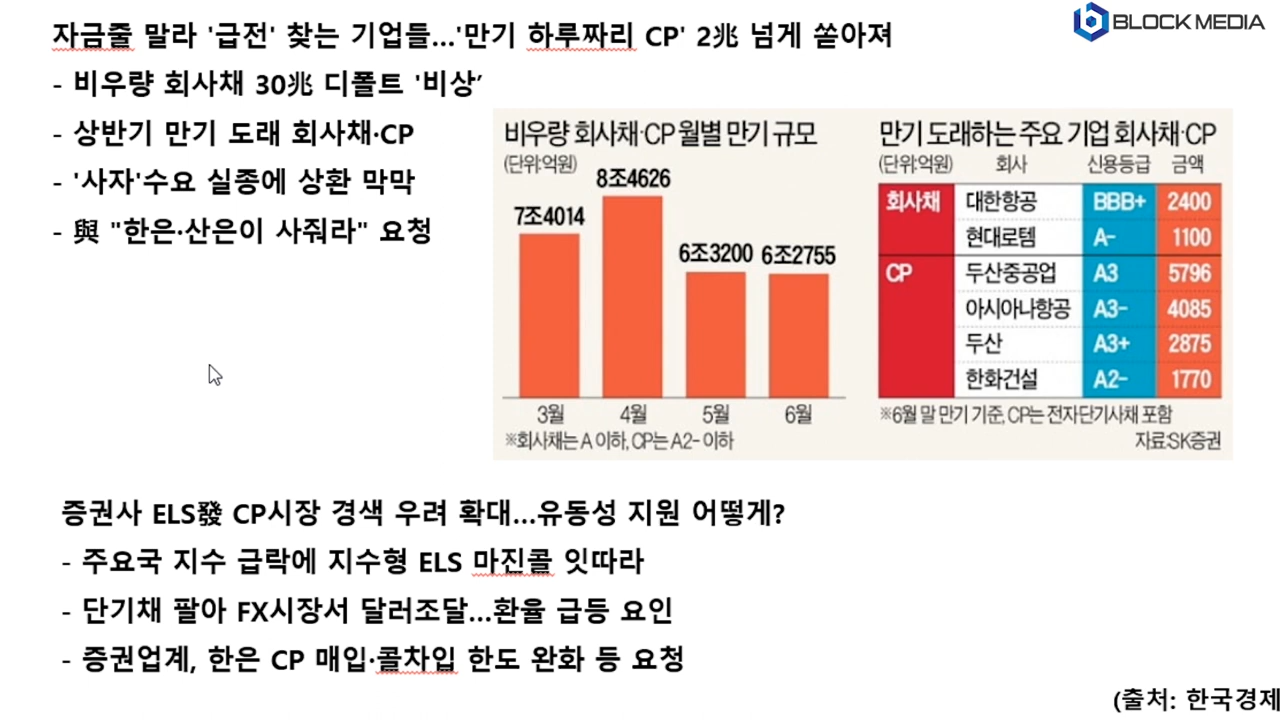 BLOCK MEDIA
자금줄 말라 '급전' 찾는 기업들...'만기 하루짜리 CP' 2兆 넘게 쏟아져
- 비우량 회사채 30兆 디폴트 '비상'
- 상반기 만기 도래 회사채·CP
- '사자'수요 실종에 상환 막막
- 與 "한은·산은이 사줘라" 요청
비우량 회사채·CP 월별 만기 규모
(단위:억원)
7조4014
8조4626
6조3200
6조2755
3월 4월 5월 6월
※회사채는 A 이하, CP는 A2- 이하
만기 도래하는 주요 기업 회사채·CP
(단위:억원) 회사 신용등급 금액
회사채 대한항공 BBB+ 2400
현대로템 A- 1100
CP 두산중공업 A3 5796
아시아나항공 A3- 4085
두산 A3+ 2875
한화건설 A2- 1770
※6월 말 만기 기준, CP는 전자단기사채 포함
자료:SK증권
증권사 ELS發 CP시장 경색 우려 확대...유동성 지원 어떻게?
- 주요국 지수 급락에 지수형 ELS 마진콜 잇따라
- 단기채 팔아 FX시장서 달러조달...환율 급등 요인
- 증권업계, 한은 CP 매입·콜차입 한도 완화 등 요청
(출처: 한국경제